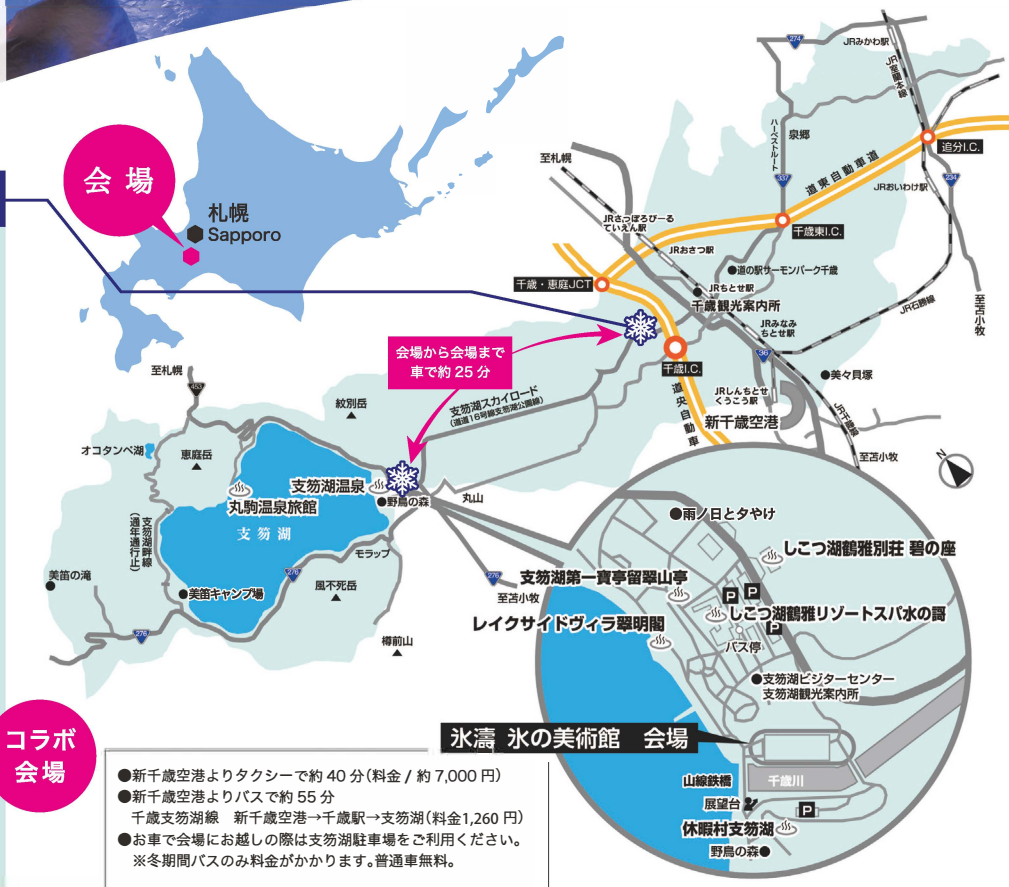 会場
札幌
Sapporo
274
JRみかわ駅
JR室蘭本線
ハーベストルート
泉郷
追分I.C.
至札幌
道東自動車道
337
234
JRおいわけ駅
JRさっぽろびーる
ていえん駅
JRおさつ駅
千歳東I.C.
●道の駅サーモンパーク千歳
千歳・恵庭JCT
JRちとせ駅
千歳観光案内所
至苫小牧
JR石勝線
JRみなみ
ちとせ駅
36
会場から会場まで
車で約25分
千歳I.C.
●美々貝塚
至札幌
453
紋別岳
支笏湖スカイロード
(道道16号線支笏湖公園線)
道央自動車
JRしんちとせ
くうこう駅
新千歳空港
JR千歳線
至苫小牧
N
オコタンペ湖
恵庭岳
支笏湖温泉
●野鳥の森
丸山
丸駒温泉旅館
支笏湖
支笏湖畔線
(通年通行止)
モラップ
276
276
至苫小牧
美笛の滝
●美笛キャンプ場
風不死岳
276
樽前山
●雨ノ日と夕やけ
しこつ湖鶴雅別荘 碧の座
支笏湖第一寶亭留翠山亭
P
P
しこつ湖鶴雅リゾートスパ水の謌
P
レイクサイドヴィラ翠明閣
バス停
●支笏湖ビジターセンター
支笏湖観光案内所
氷濤 氷の美術館 会場
山線鉄橋
千歳川
展望台
P
休暇村支笏湖
野鳥の森●
コラボ
会場
●新千歳空港よりタクシーで約40分(料金/約7,000円)
●新千歳空港よりバスで約55分
千歳支笏湖線 新千歳空港→千歳駅→支笏湖(料金1,260円)
●お車で会場にお越しの際は支笏湖駐車場をご利用ください。
※冬期間バスのみ料金がかかります。普通車無料。